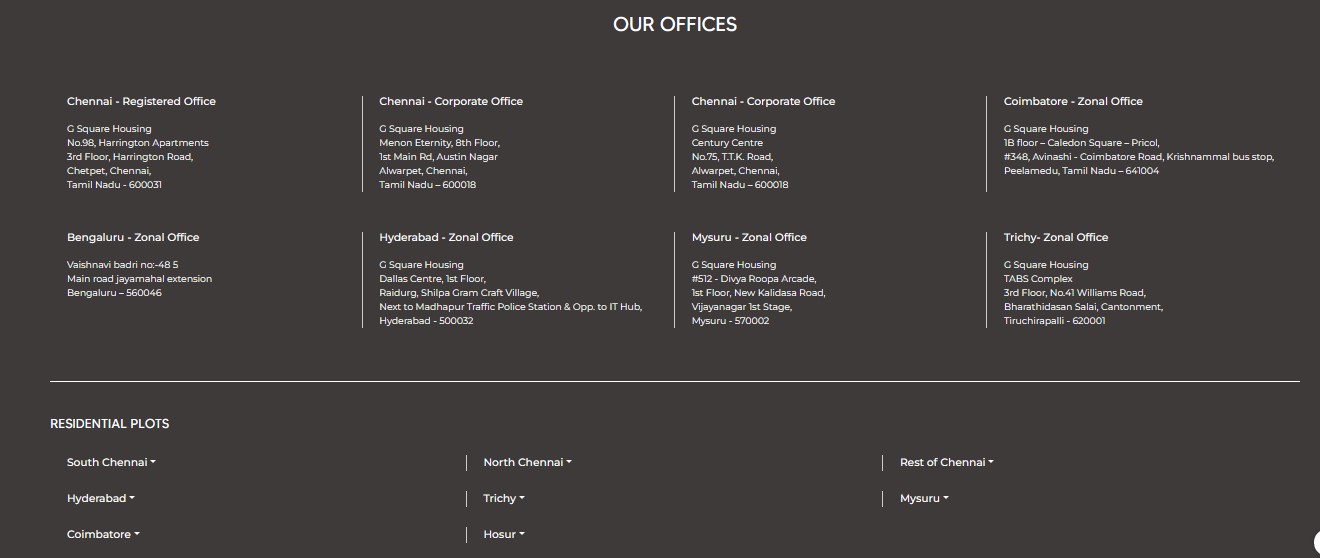 OUR OFFICES
Chennai - Registered Office
G Square Housing
No.98, Harrington Apartments
3rd Floor, Harrington Road,
Chetpet, Chennai,
Tamil Nadu - 600031
Chennai - Corporate Office
G Square Housing
Menon Eternity, 8th Floor,
1st Main Rd, Austin Nagar
Alwarpet, Chennai,
Tamil Nadu – 600018
Chennai - Corporate Office
G Square Housing
Century Centre
No.75, T.T.K. Road,
Alwarpet, Chennai,
Tamil Nadu – 600018
Coimbatore - Zonal Office
G Square Housing
1B floor – Caledon Square – Pricol,
#348, Avinashi - Coimbatore Road, Krishnammal bus stop,
Peelamedu, Tamil Nadu – 641004
Bengaluru - Zonal Office
Vaishnavi badri no:-48 5
Main road jayamahal extension
Bengaluru – 560046
Hyderabad - Zonal Office
G Square Housing
Dallas Centre, 1st Floor,
Raidurg, Shilpa Gram Craft Village,
Next to Madhapur Traffic Police Station & Opp. to IT Hub,
Hyderabad - 500032
Mysuru - Zonal Office
G Square Housing
#512 - Divya Roopa Arcade,
1st Floor, New Kalidasa Road,
Vijayanagar 1st Stage,
Mysuru - 570002
Trichy- Zonal Office
G Square Housing
TABS Complex
3rd Floor, No.41 Williams Road,
Bharathidasan Salai, Cantonment,
Tiruchirapalli - 620001
RESIDENTIAL PLOTS
South Chennai
North Chennai
Rest of Chennai
Hyderabad
Trichy
Mysuru
Coimbatore
Hosur